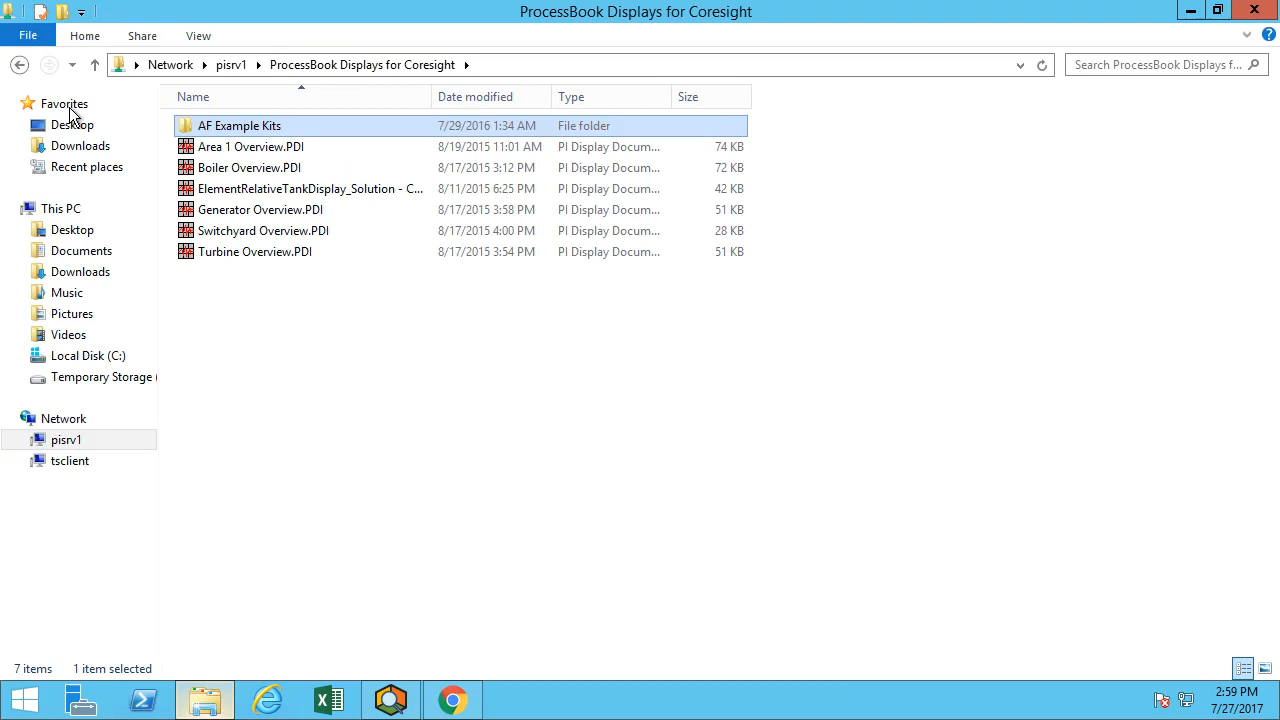 ProcessBook Displays for Coresight
File Home Share View
Network pisrv1 ProcessBook Displays for Coresight
Search ProcessBook Displays f...
Name Date modified Type Size
AF Example Kits 7/29/2016 1:34 AM File folder
Area 1 Overview.PDI 8/19/2015 11:01 AM PI Display Docum... 74 KB
Boiler Overview.PDI 8/17/2015 3:12 PM PI Display Docum... 72 KB
ElementRelativeTankDisplay_Solution - C... 8/11/2015 6:25 PM PI Display Docum... 42 KB
Generator Overview.PDI 8/17/2015 3:58 PM PI Display Docum... 51 KB
Switchyard Overview.PDI 8/17/2015 4:00 PM PI Display Docum... 28 KB
Turbine Overview.PDI 8/17/2015 3:54 PM PI Display Docum... 51 KB
Favorites
Desktop
Downloads
Recent places
This PC
Desktop
Documents
Downloads
Music
Pictures
Videos
Local Disk (C:)
Temporary Storage (
Network
pisrv1
tsclient
7 items 1 item selected
2:59 PM
7/27/2017